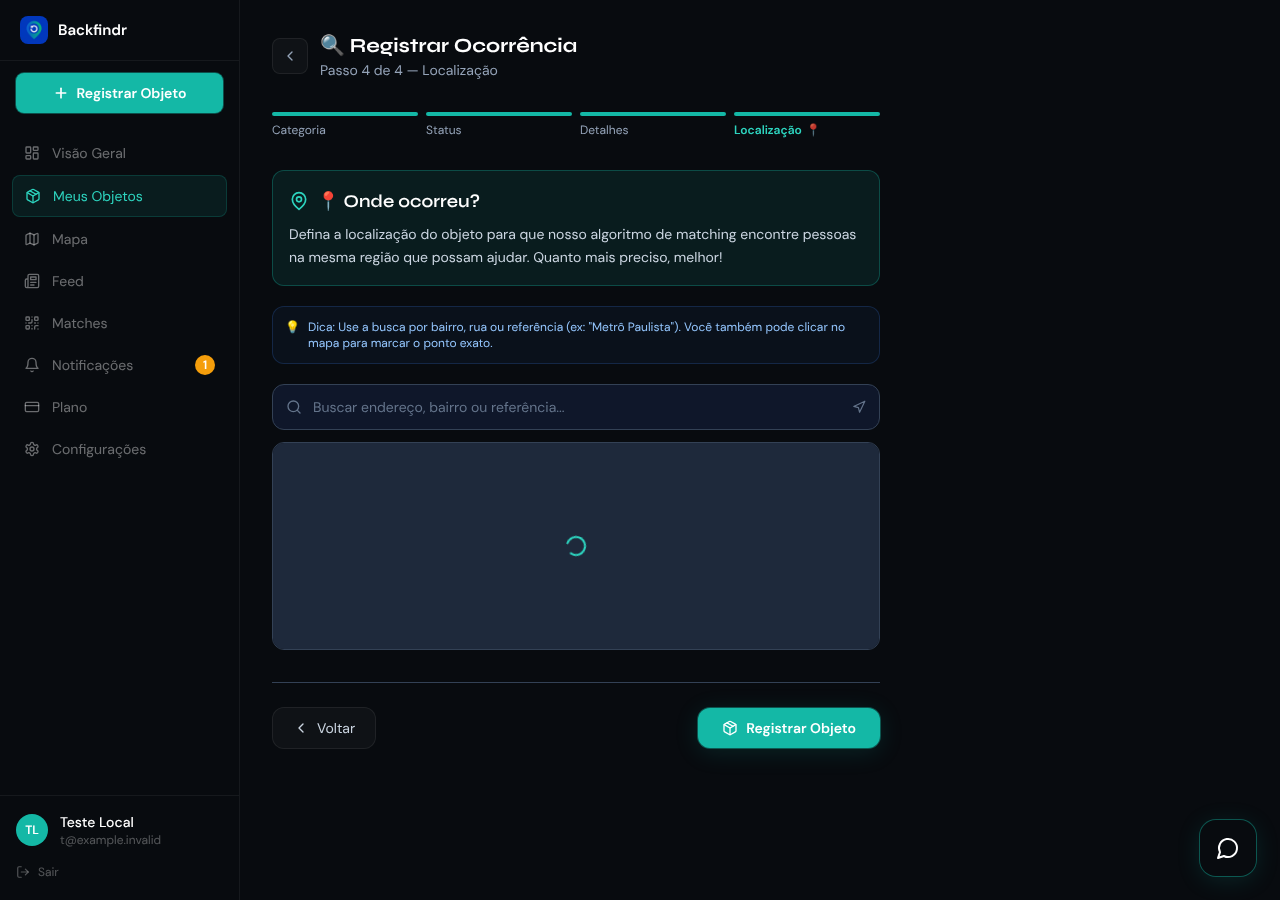 Backfindr
Registrar Objeto
Visão Geral
Meus Objetos
Mapa
Feed
Matches
Notificações 1
Plano
Configurações
TL
Teste Local
t@example.invalid
Sair
🔍 Registrar Ocorrência
Passo 4 de 4 — Localização
Categoria
Status
Detalhes
Localização 📍
📍 Onde ocorreu?
Defina a localização do objeto para que nosso algoritmo de matching encontre pessoas
na mesma região que possam ajudar. Quanto mais preciso, melhor!
💡 Dica: Use a busca por bairro, rua ou referência (ex: "Metrô Paulista"). Você também pode clicar no
mapa para marcar o ponto exato.
Buscar endereço, bairro ou referência...
Voltar
Registrar Objeto